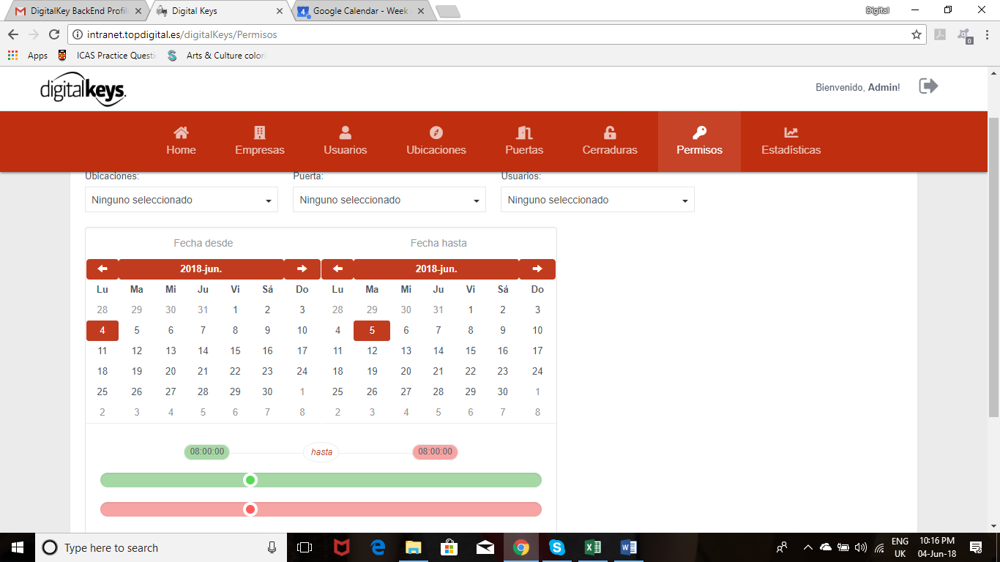 DigitalKey BackEnd Profil
Digital Keys
Google Calendar - Week
Digital
intranet.topdigital.es/digitalKeys/Permisos
0
Apps
ICAS Practice Questi
Arts & Culture colori
digitalkeys.
Bienvenido, Admin!
Home
Empresas
Usuarios
Ubicaciones
Puertas
Cerraduras
Permisos
Estadísticas
Ubicaciones: Puerta: Usuarios:
Ninguno seleccionado Ninguno seleccionado Ninguno seleccionado
Fecha desde Fecha hasta
2018-jun. 2018-jun.
Lu Ma Mi Ju Vi Sá Do Lu Ma Mi Ju Vi Sá Do
28 29 30 31 1 2 3 28 29 30 31 1 2 3
4 5 6 7 8 9 10 4 5 6 7 8 9 10
11 12 13 14 15 16 17 11 12 13 14 15 16 17
18 19 20 21 22 23 24 18 19 20 21 22 23 24
25 26 27 28 29 30 1 25 26 27 28 29 30 1
2 3 4 5 6 7 8 2 3 4 5 6 7 8
08:00:00 hasta 08:00:00
Type here to search
ENG
UK
10:16 PM
04-Jun-18